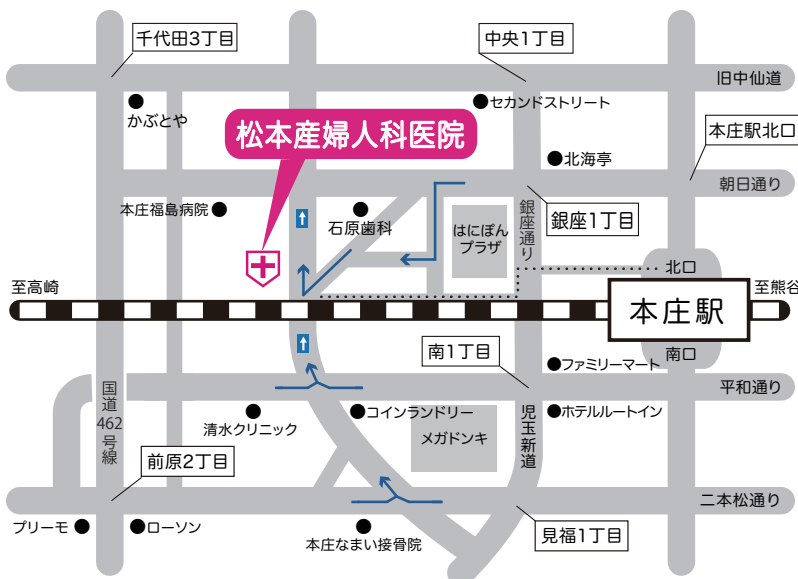 千代田3丁目
中央1丁目
旧中仙道
かぶとや
セカンドストリート
松本産婦人科医院
本庄駅北口
北海亭
朝日通り
本庄福島病院
石原歯科
はにぽん
プラザ
銀座通り
銀座1丁目
北口
至高崎
本庄駅
至熊谷
南口
南1丁目
ファミリーマート
平和通り
国道
462
号線
清水クリニック
コインランドリー
メガドンキ
児玉新道
ホテルルートイン
前原2丁目
二本松通り
プリーモ
ローソン
本庄なまい接骨院
見福1丁目